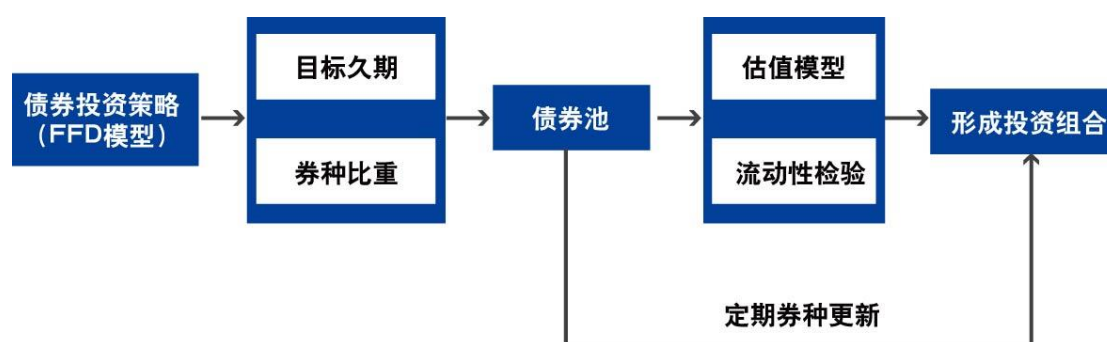 债券投资策略
（FFD模型）
目标久期
券种比重
债券池
估值模型
流动性检验
形成投资组合
定期券种更新